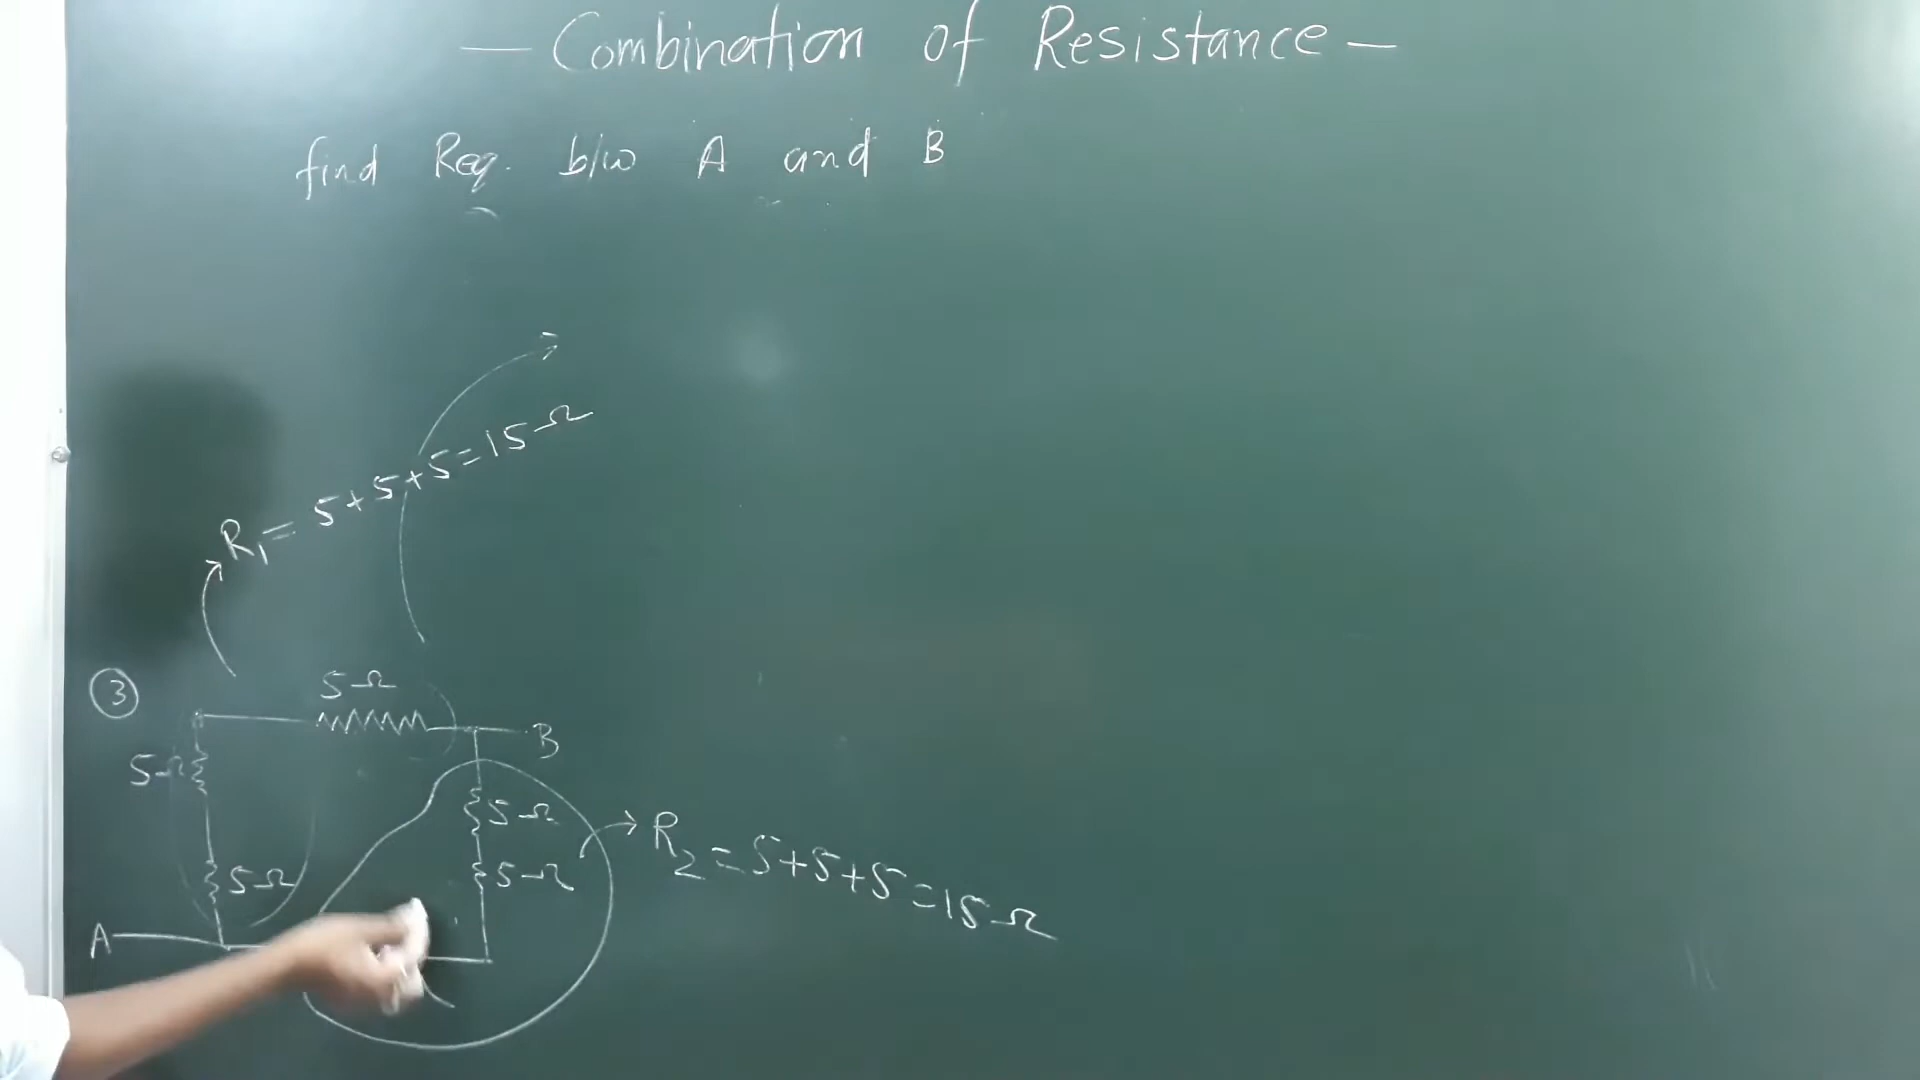 — Combination of Resistance —
find Req. b/w A and B
R₁ = 5+5+5=15Ω
③
5Ω
B
5Ω
5Ω
5Ω
5Ω
R₂ = 5+5+5=15Ω
A